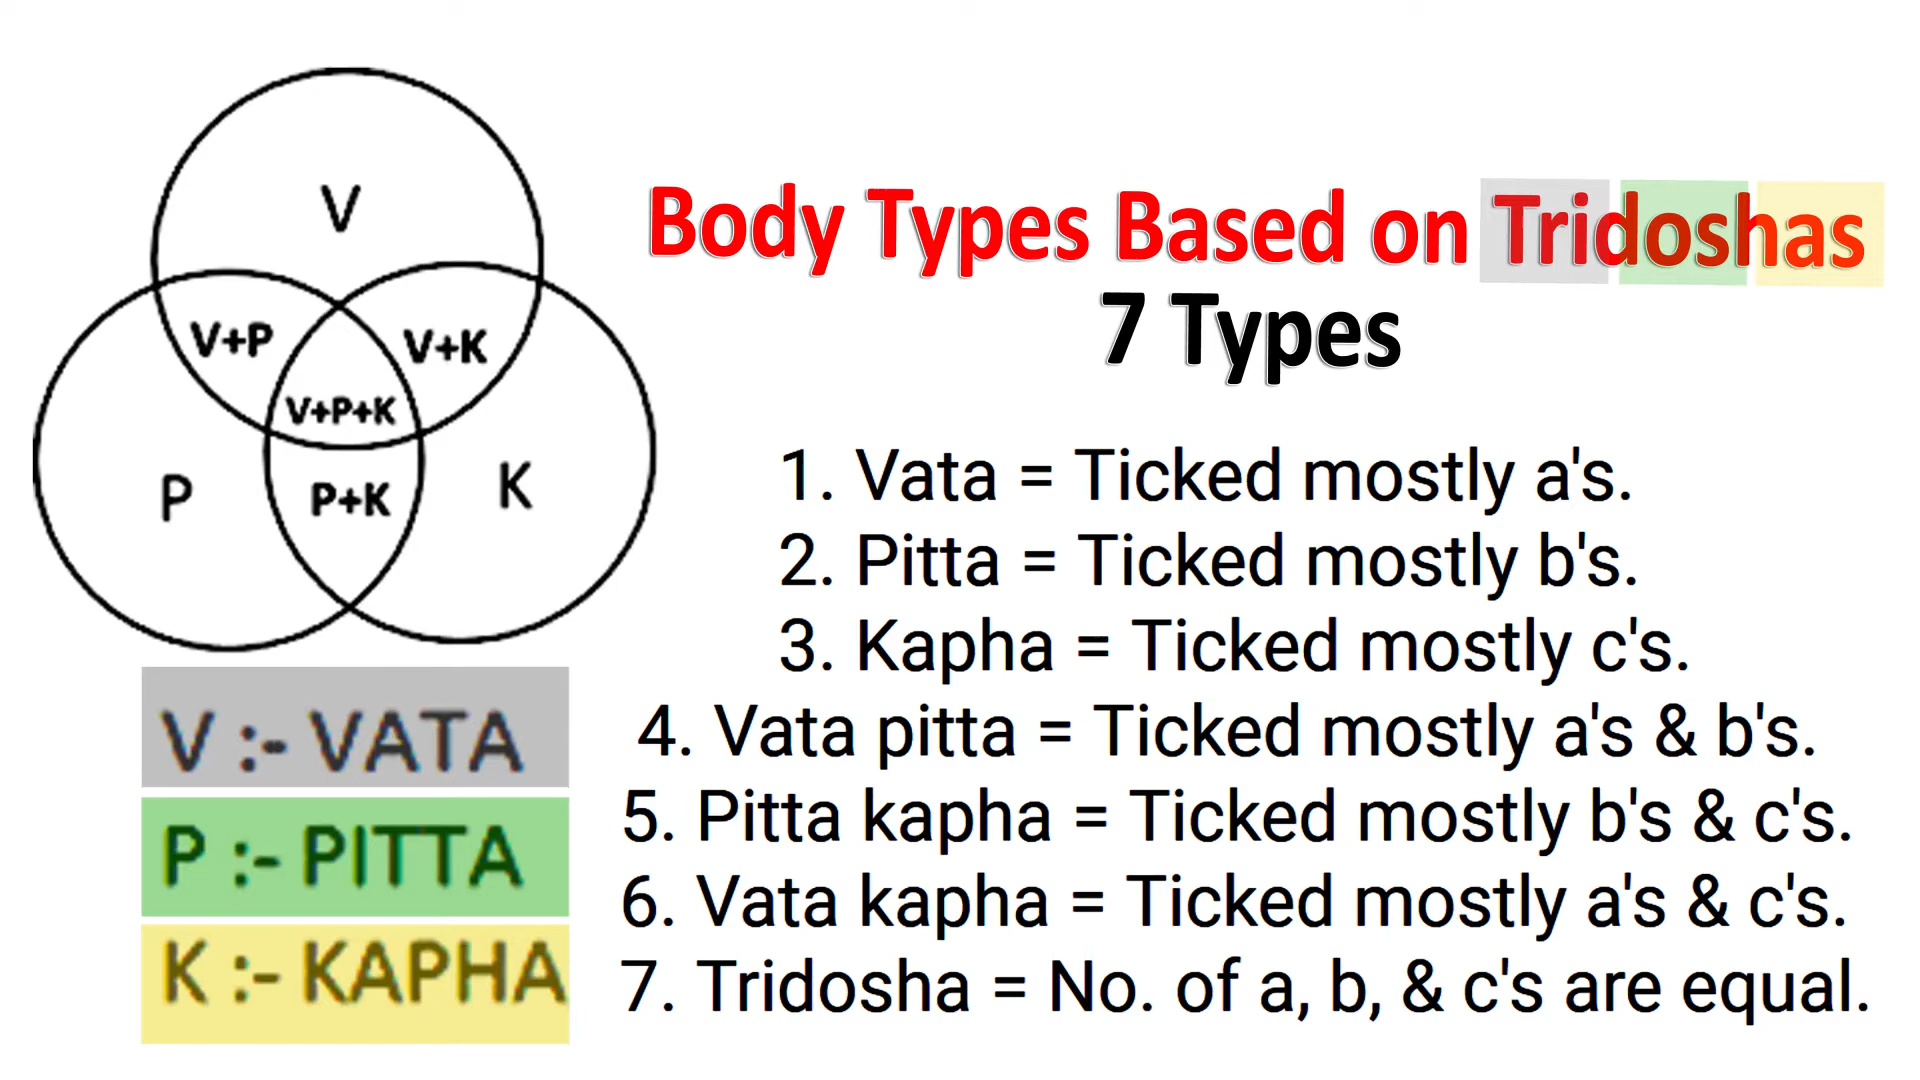 V
V+P
V+K
V+P+K
P
P+K
K
V :- VATA
P :- PITTA
K :- KAPHA
Body Types Based on Tridoshas
7 Types
1. Vata = Ticked mostly a's.
2. Pitta = Ticked mostly b's.
3. Kapha = Ticked mostly c's.
4. Vata pitta = Ticked mostly a's & b's.
5. Pitta kapha = Ticked mostly b's & c's.
6. Vata kapha = Ticked mostly a's & c's.
7. Tridosha = No. of a, b, & c's are equal.